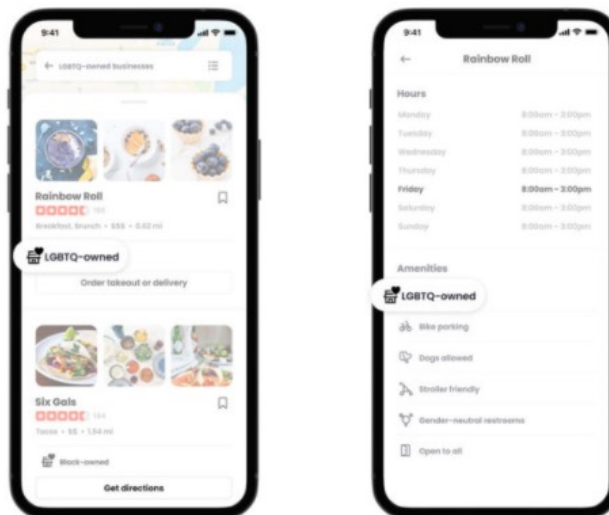 9:41
LGBTQ-owned businesses
Rainbow Roll
Breakfast, Brunch • $$$ • 0.02 mi
LGBTQ-owned
Order takeout or delivery
Six Gals
Tacos • $$ • 1.54 mi
Black-owned
Get directions
9:41
Rainbow Roll
Hours
Monday 8:00am - 3:00pm
Tuesday 8:00am - 3:00pm
Wednesday 8:00am - 3:00pm
Thursday 8:00am - 3:00pm
Friday 8:00am - 3:00pm
Saturday 8:00am - 3:00pm
Sunday 8:00am - 3:00pm
Amenities
LGBTQ-owned
Bike parking
Dogs allowed
Stroller friendly
Gender-neutral restrooms
Open to all